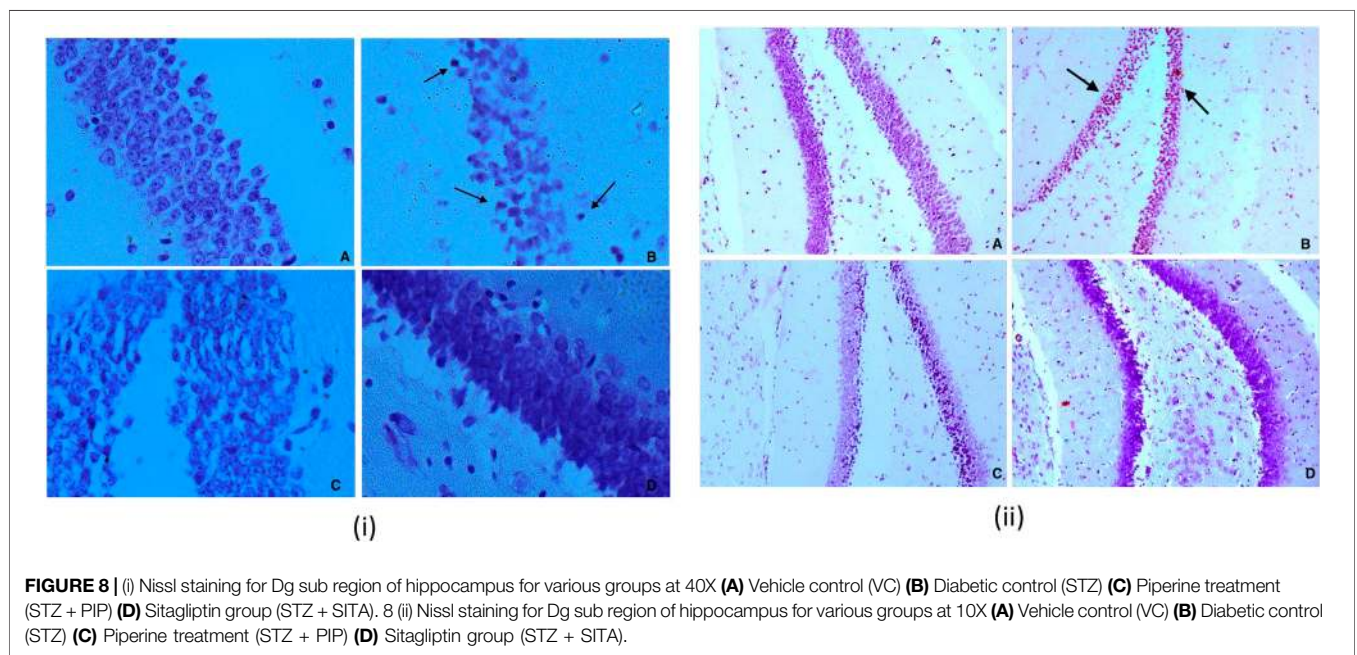 A
B
A
B
C
D
C
D
(i)
(ii)
FIGURE 8 | (i) Nissl staining for Dg sub region of hippocampus for various groups at 40X (A) Vehicle control (VC) (B) Diabetic control (STZ) (C) Piperine treatment
(STZ + PIP) (D) Sitagliptin group (STZ + SITA). 8 (ii) Nissl staining for Dg sub region of hippocampus for various groups at 10X (A) Vehicle control (VC) (B) Diabetic control
(STZ) (C) Piperine treatment (STZ + PIP) (D) Sitagliptin group (STZ + SITA).